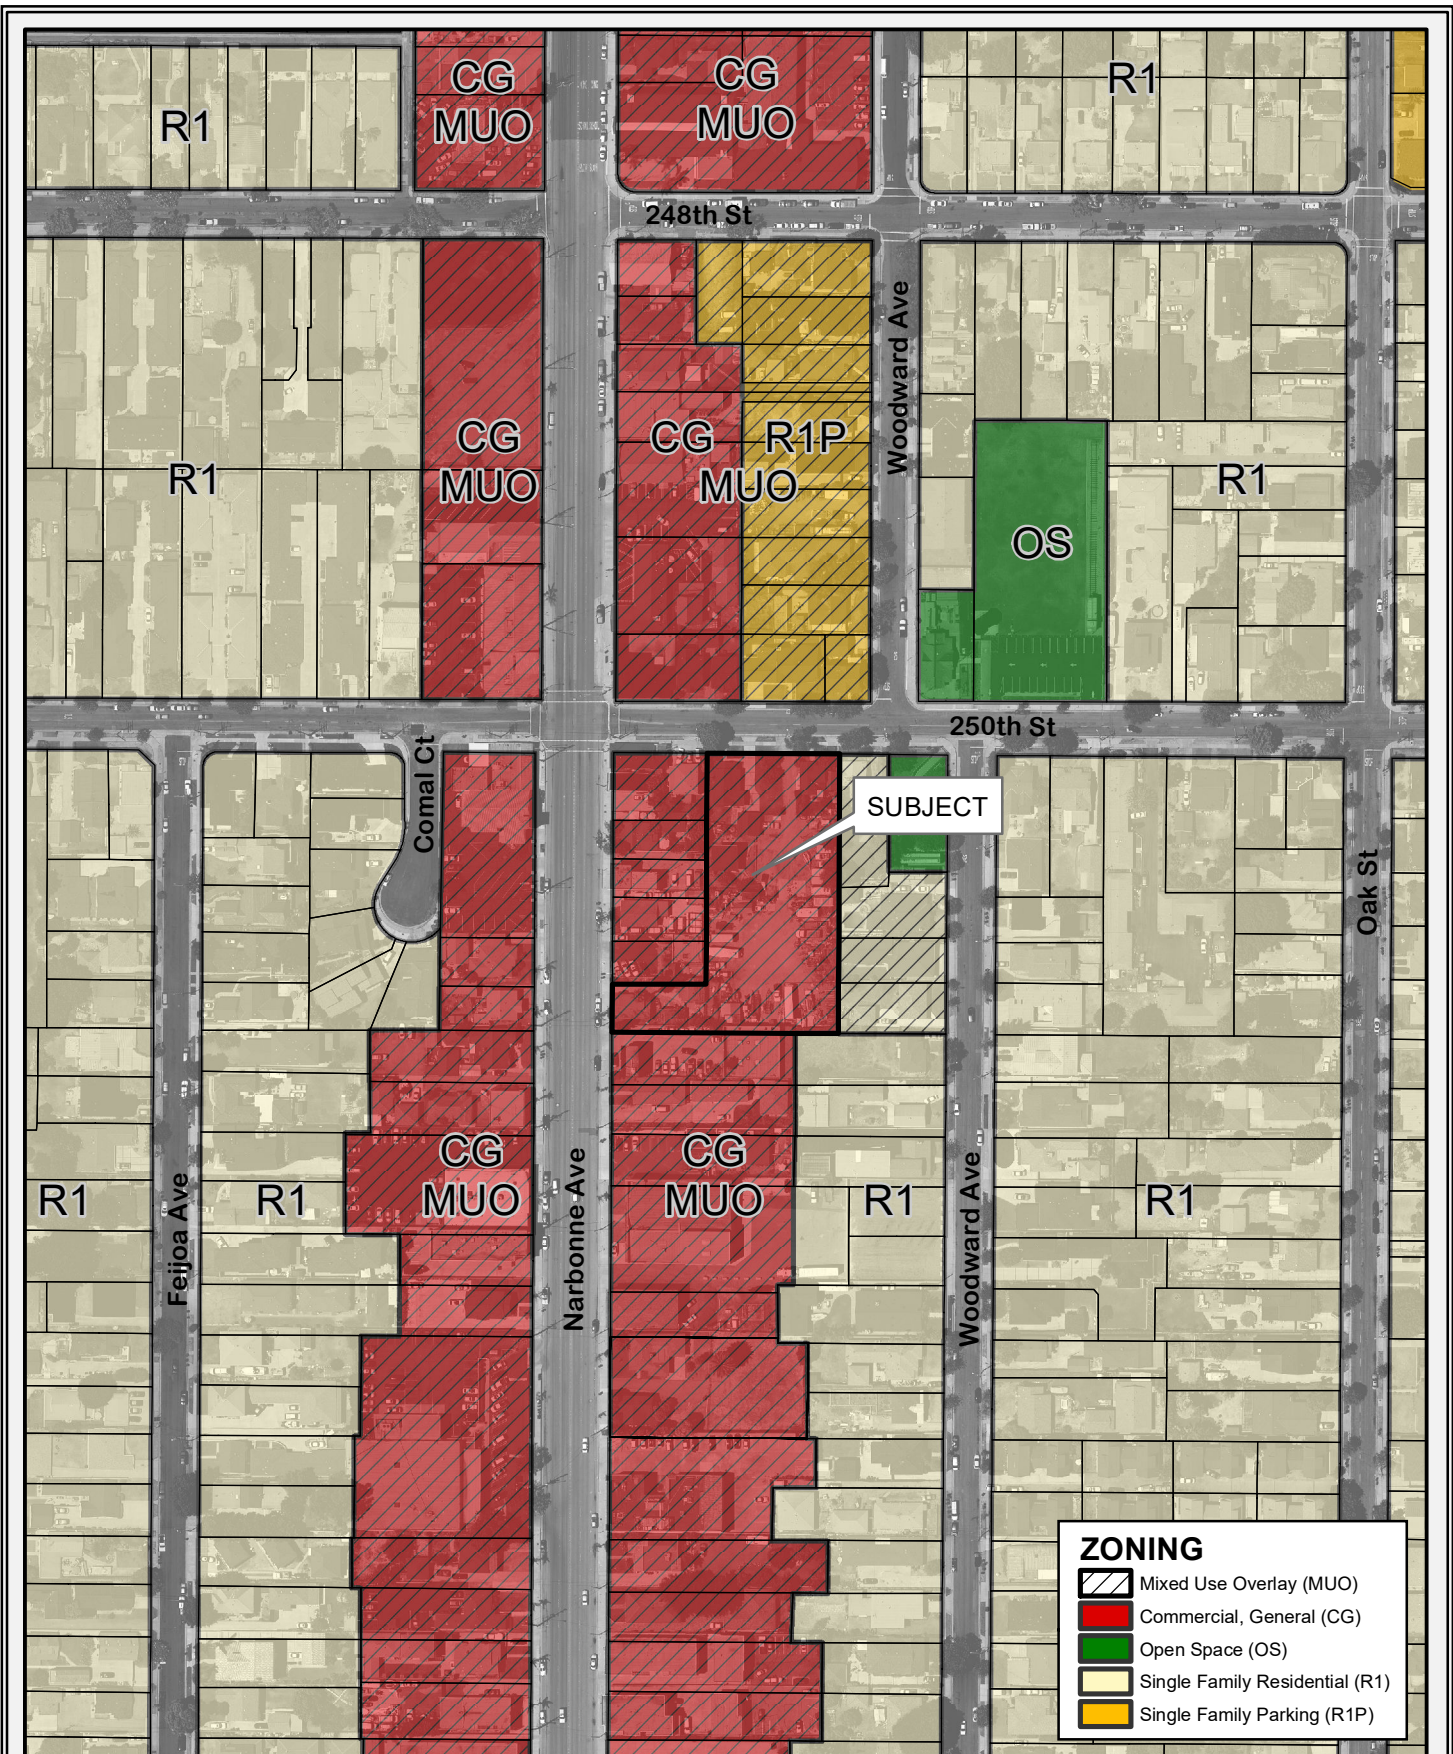 CG
MUO
CG
MUO
R1
R1
248th St
Woodward Ave
CG
MUO
CG
R1P
MUO
R1
R1
OS
250th St
Comal Ct
SUBJECT
Oak St
CG
MUO
CG
MUO
R1
Feijoa Ave
R1
Narbonne Ave
R1
Woodward Ave
R1
ZONING
Mixed Use Overlay (MUO)
Commercial, General (CG)
Open Space (OS)
Single Family Residential (R1)
Single Family Parking (R1P)